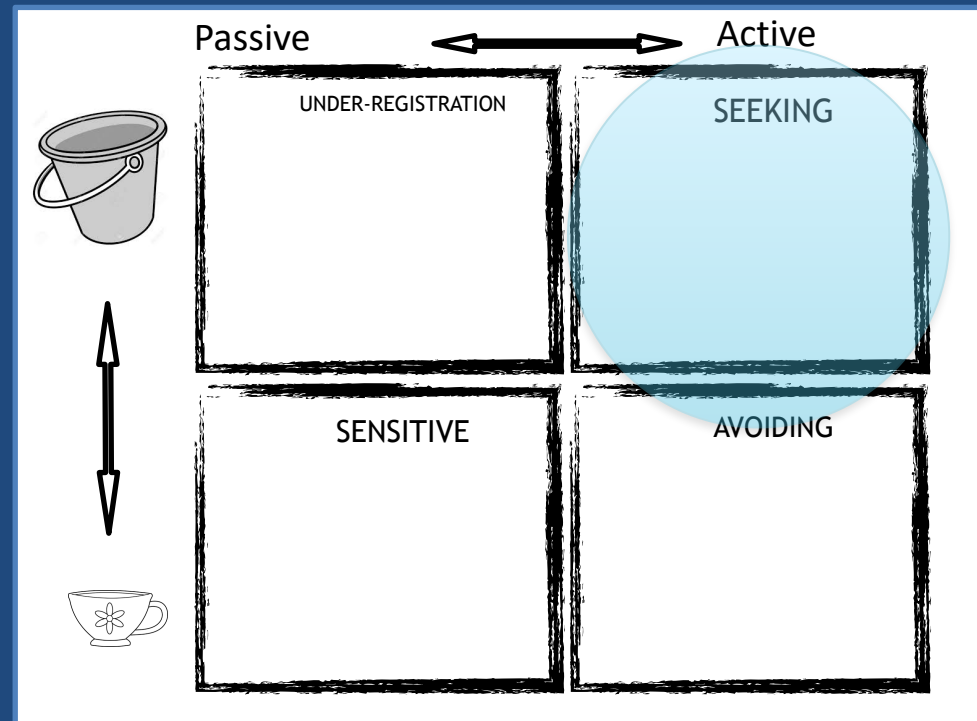 Passive
Active
UNDER-REGISTRATION
SEEKING
SENSITIVE
AVOIDING